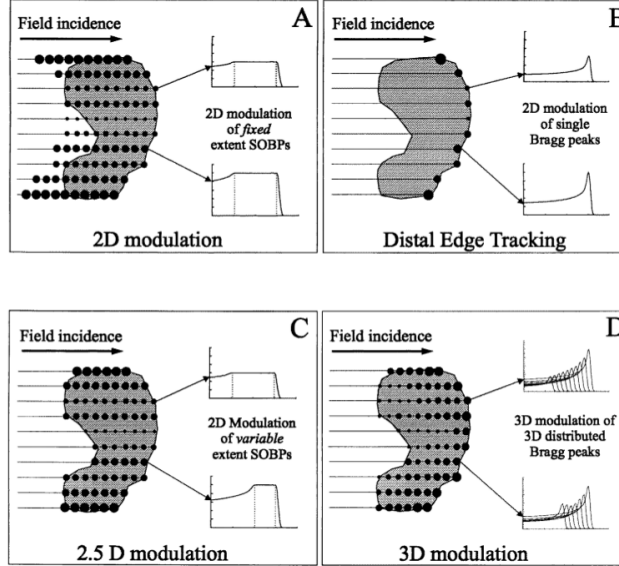 A
Field incidence
2D modulation
of fixed
extent SOBPs
2D modulation
B
Field incidence
2D modulation
of single
Bragg peaks
Distal Edge Tracking
C
Field incidence
2D Modulation
of variable
extent SOBPs
2.5 D modulation
D
Field incidence
3D modulation of
3D distributed
Bragg peaks
3D modulation